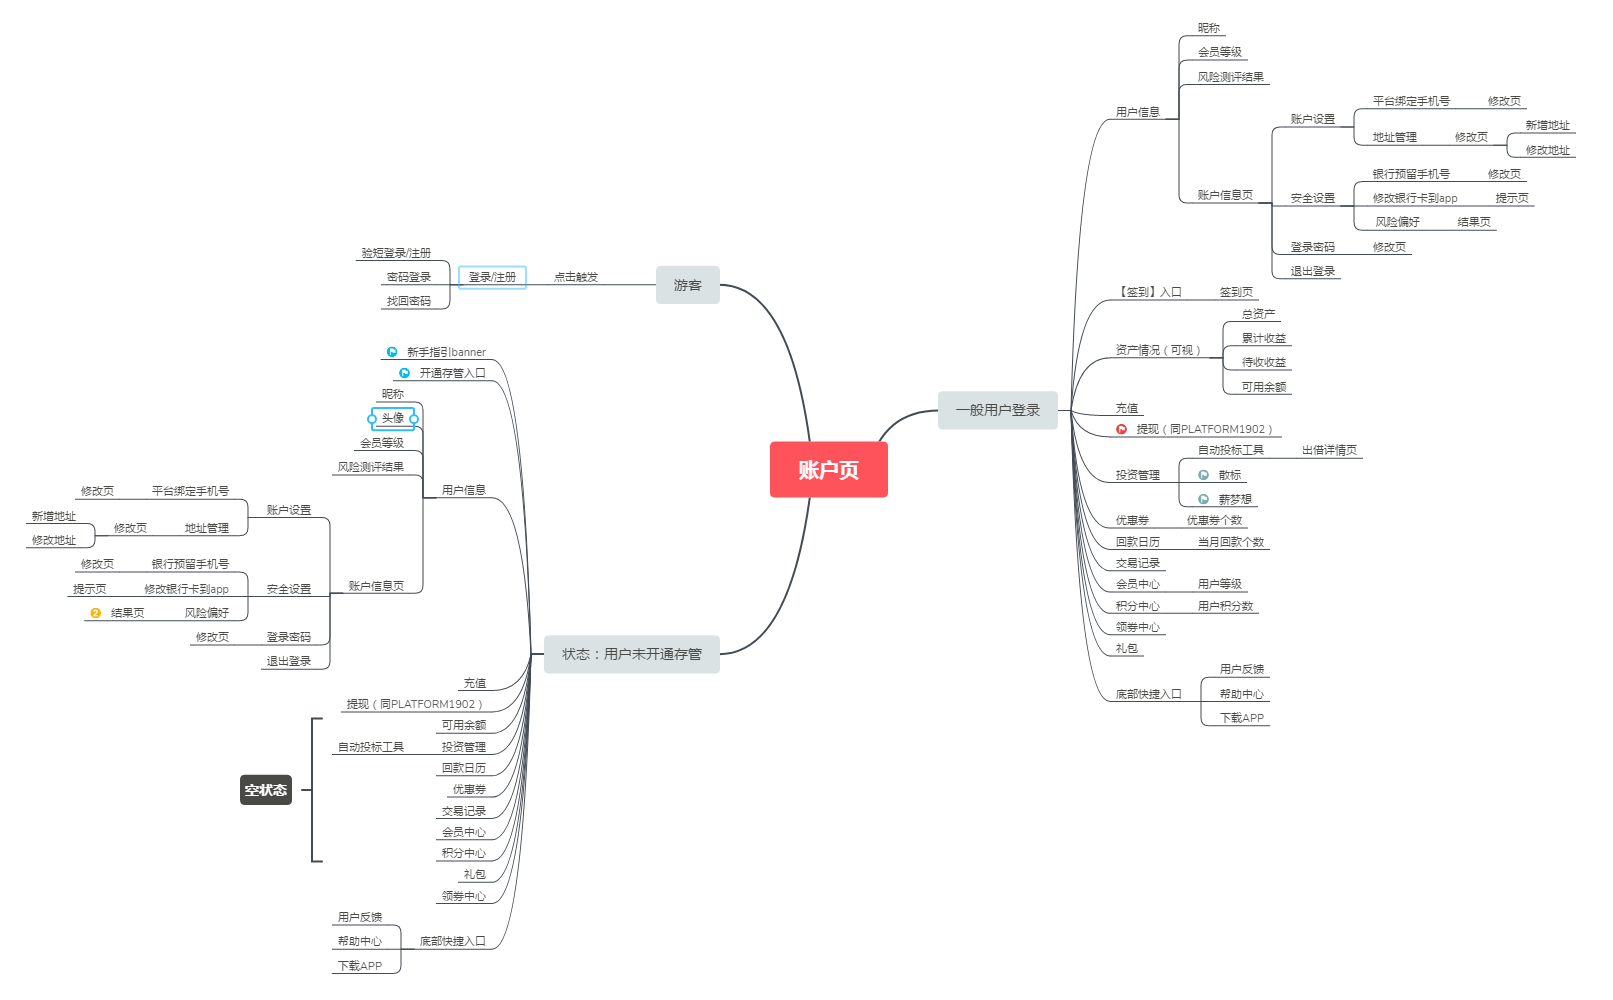 账户页
游客
点击触发
登录/注册
验短登录/注册
密码登录
找回密码
状态：用户未开通存管
新手指引banner
开通存管入口
用户信息
昵称
头像
会员等级
风险测评结果
账户信息页
账户设置
平台绑定手机号
修改页
地址管理
修改页
新增地址
修改地址
安全设置
银行预留手机号
修改页
修改银行卡到app
提示页
风险偏好
结果页
2
登录密码
修改页
退出登录
充值
提现（同PLATFORM1902）
可用余额
投资管理
自动投标工具
回款日历
优惠券
交易记录
会员中心
积分中心
礼包
领券中心
空状态
底部快捷入口
用户反馈
帮助中心
下载APP
一般用户登录
用户信息
昵称
会员等级
风险测评结果
账户信息页
账户设置
平台绑定手机号
修改页
地址管理
修改页
新增地址
修改地址
安全设置
银行预留手机号
修改页
修改银行卡到app
提示页
风险偏好
结果页
登录密码
修改页
退出登录
【签到】入口
签到页
资产情况（可视）
总资产
累计收益
待收收益
可用余额
充值
提现（同PLATFORM1902）
投资管理
自动投标工具
出借详情页
散标
薪梦想
优惠券
优惠券个数
回款日历
当月回款个数
交易记录
会员中心
用户等级
积分中心
用户积分数
领券中心
礼包
底部快捷入口
用户反馈
帮助中心
下载APP